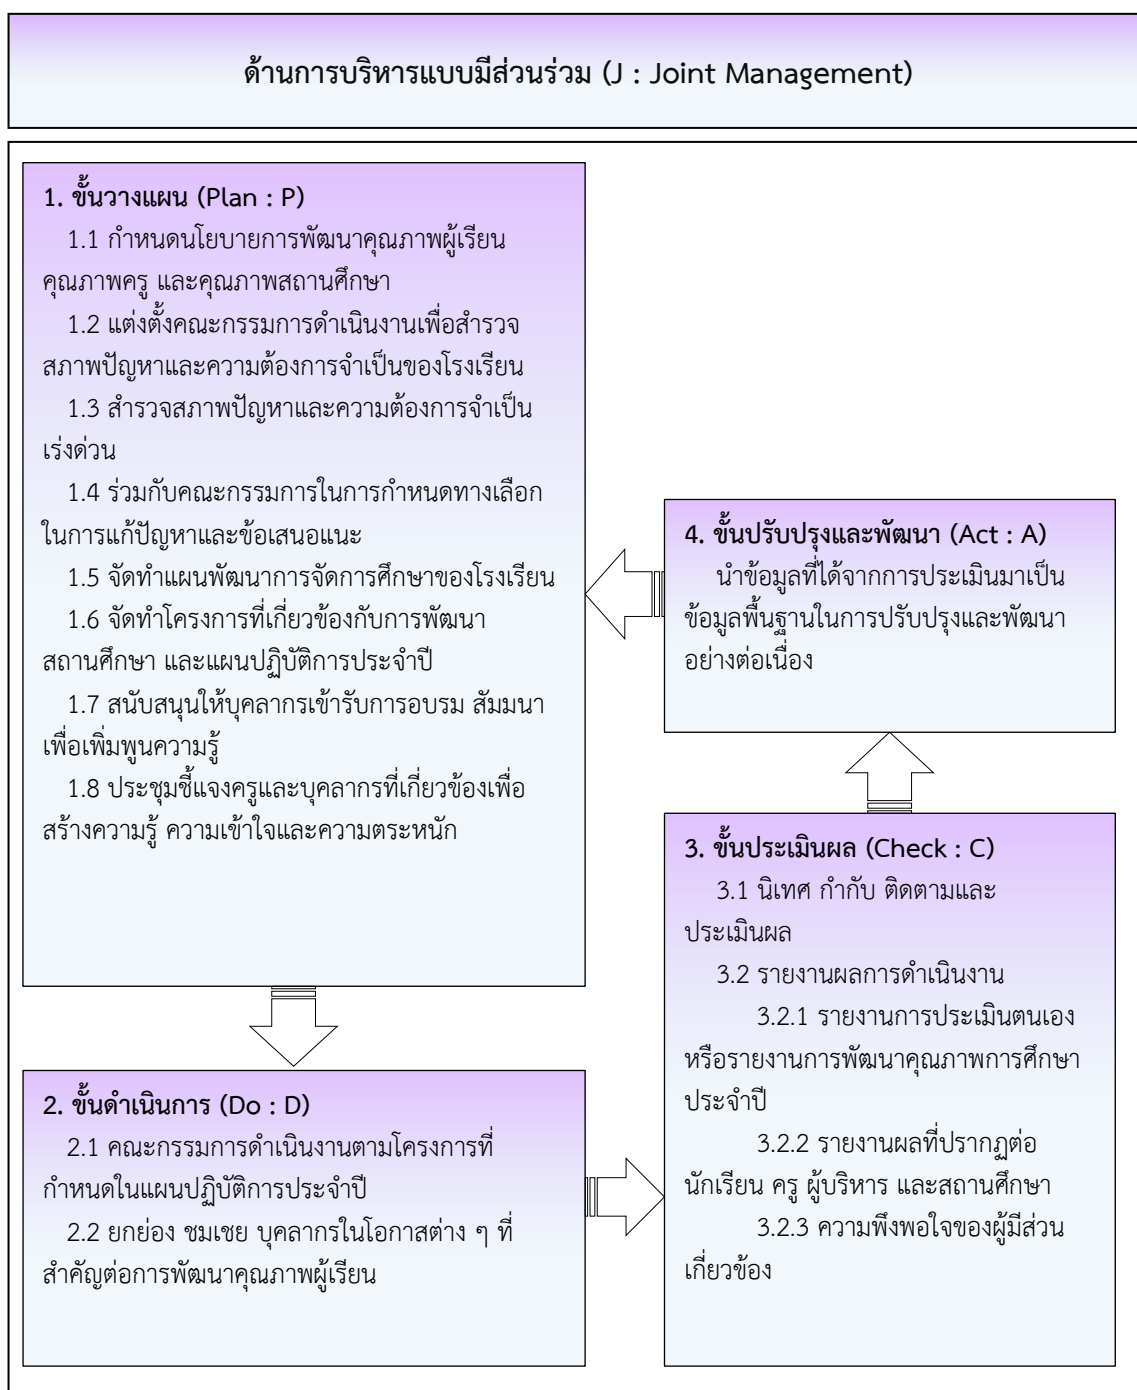 ด้านการบริหารแบบมีส่วนร่วม (J : Joint Management)
1. ขั้นวางแผน (Plan : P)
1.1 กำหนดนโยบายการพัฒนาคุณภาพผู้เรียน
คุณภาพครู และคุณภาพสถานศึกษา
1.2 แต่งตั้งคณะกรรมการดำเนินงานเพื่อสำรวจ
สภาพปัญหาและความต้องการจำเป็นของโรงเรียน
1.3 สำรวจสภาพปัญหาและความต้องการจำเป็น
เร่งด่วน
1.4 ร่วมกับคณะกรรมการในการกำหนดทางเลือก
ในการแก้ปัญหาและข้อเสนอแนะ
1.5 จัดทำแผนพัฒนาการจัดการศึกษาของโรงเรียน
1.6 จัดทำโครงการที่เกี่ยวข้องกับการพัฒนา
สถานศึกษา และแผนปฏิบัติการประจำปี
1.7 สนับสนุนให้บุคลากรเข้ารับการอบรม สัมมนา
เพื่อเพิ่มพูนความรู้
1.8 ประชุมชี้แจงครูและบุคลากรที่เกี่ยวข้องเพื่อ
สร้างความรู้ ความเข้าใจและความตระหนัก
2. ขั้นดำเนินการ (Do : D)
2.1 คณะกรรมการดำเนินงานตามโครงการที่
กำหนดในแผนปฏิบัติการประจำปี
2.2 ยกย่อง ชมเชย บุคลากรในโอกาสต่าง ๆ ที่
สำคัญต่อการพัฒนาคุณภาพผู้เรียน
3. ขั้นประเมินผล (Check : C)
3.1 นิเทศ กำกับ ติดตามและ
ประเมินผล
3.2 รายงานผลการดำเนินงาน
3.2.1 รายงานการประเมินตนเอง
หรือรายงานการพัฒนาคุณภาพการศึกษา
ประจำปี
3.2.2 รายงานผลที่ปรากฏต่อ
นักเรียน ครู ผู้บริหาร และสถานศึกษา
3.2.3 ความพึงพอใจของผู้มีส่วน
เกี่ยวข้อง
4. ขั้นปรับปรุงและพัฒนา (Act : A)
นำข้อมูลที่ได้จากการประเมินมาเป็น
ข้อมูลพื้นฐานในการปรับปรุงและพัฒนา
อย่างต่อเนื่อง